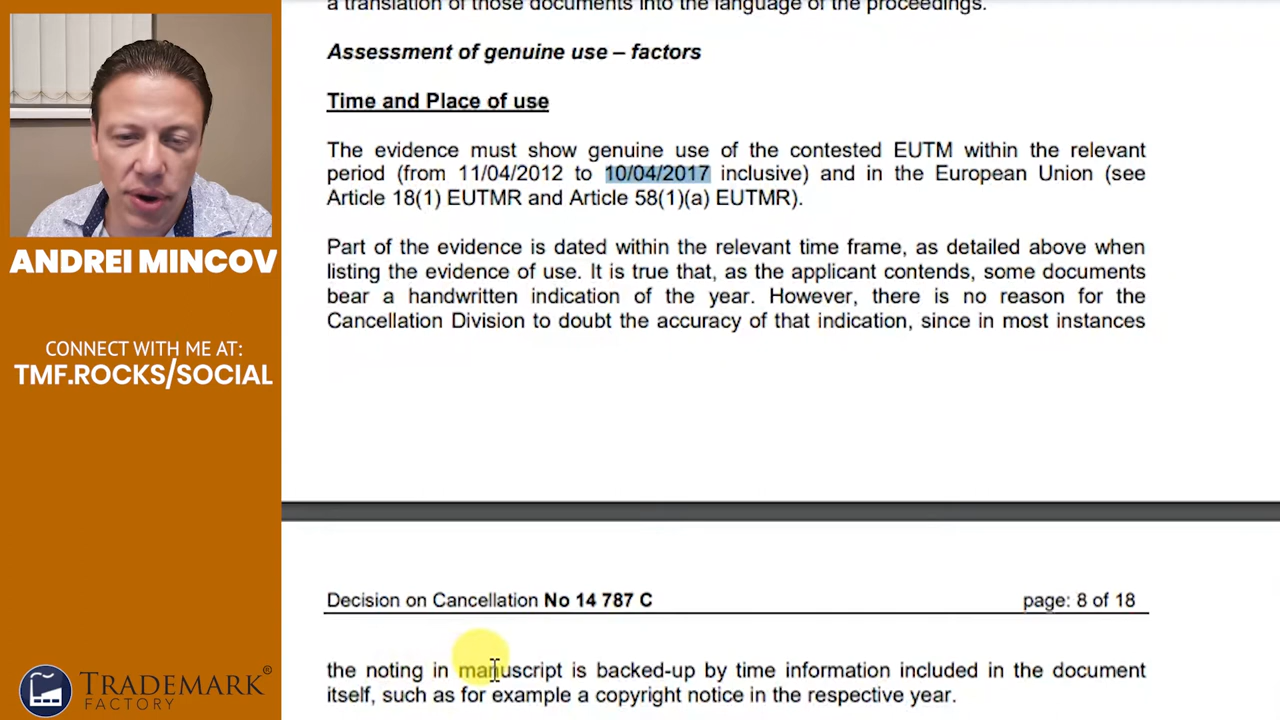 a translation of those documents into the language of the proceedings.
Assessment of genuine use – factors
Time and Place of use
The evidence must show genuine use of the contested EUTM within the relevant
period (from 11/04/2012 to 10/04/2017 inclusive) and in the European Union (see
Article 18(1) EUTMR and Article 58(1)(a) EUTMR).
Part of the evidence is dated within the relevant time frame, as detailed above when
listing the evidence of use. It is true that, as the applicant contends, some documents
bear a handwritten indication of the year. However, there is no reason for the
Cancellation Division to doubt the accuracy of that indication, since in most instances
Decision on Cancellation No 14 787 C page: 8 of 18
the noting in manuscript is backed-up by time information included in the document
itself, such as for example a copyright notice in the respective year.
ANDREI MINCOV
CONNECT WITH ME AT:
TMF.ROCKS/SOCIAL
TRADEMARK®
FACTORY